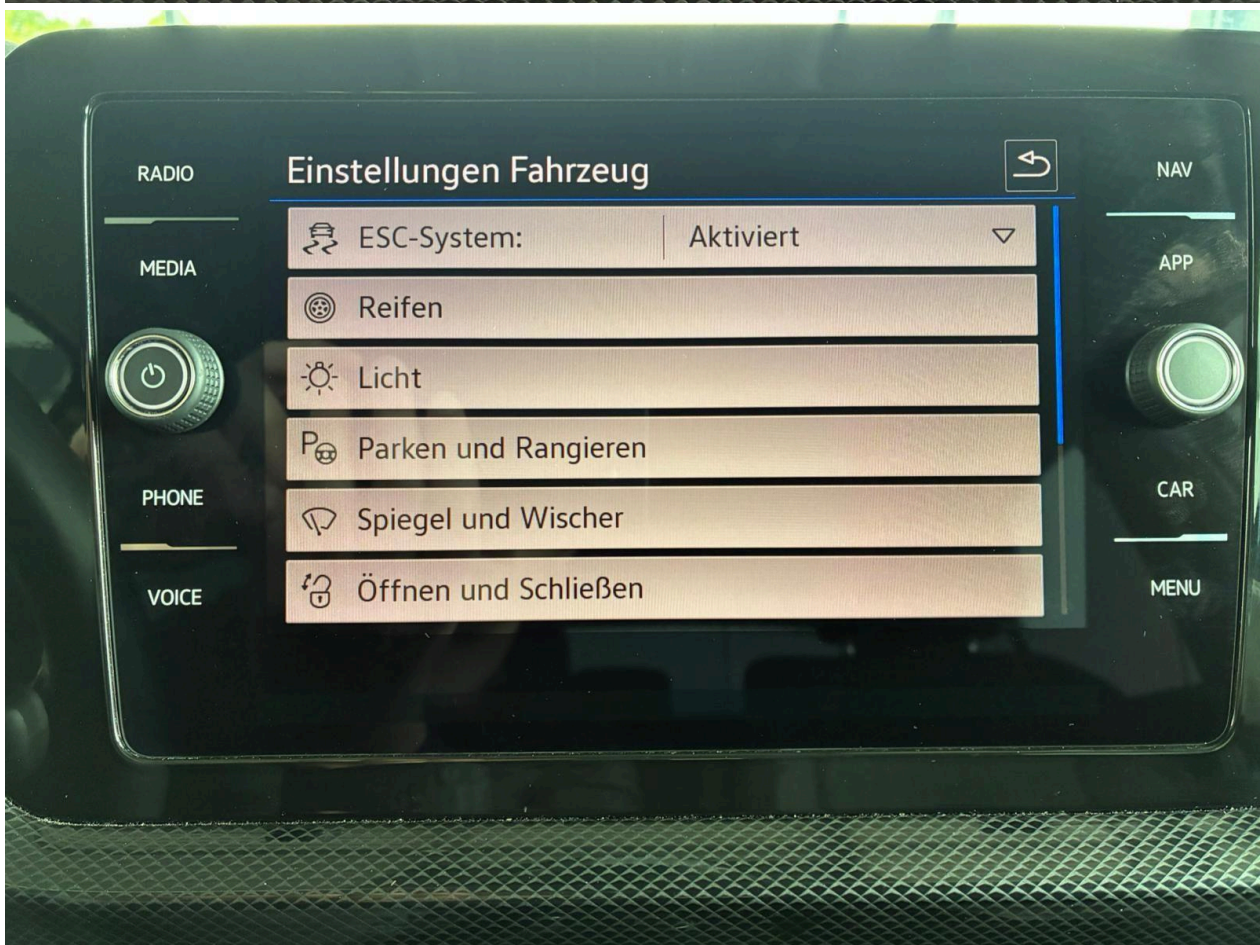 Einstellungen Fahrzeug
RADIO
MEDIA
PHONE
VOICE
ESC-System: Aktiviert
Reifen
Licht
Parken und Rangieren
Spiegel und Wischer
Öffnen und Schließen
NAV
APP
CAR
MENU